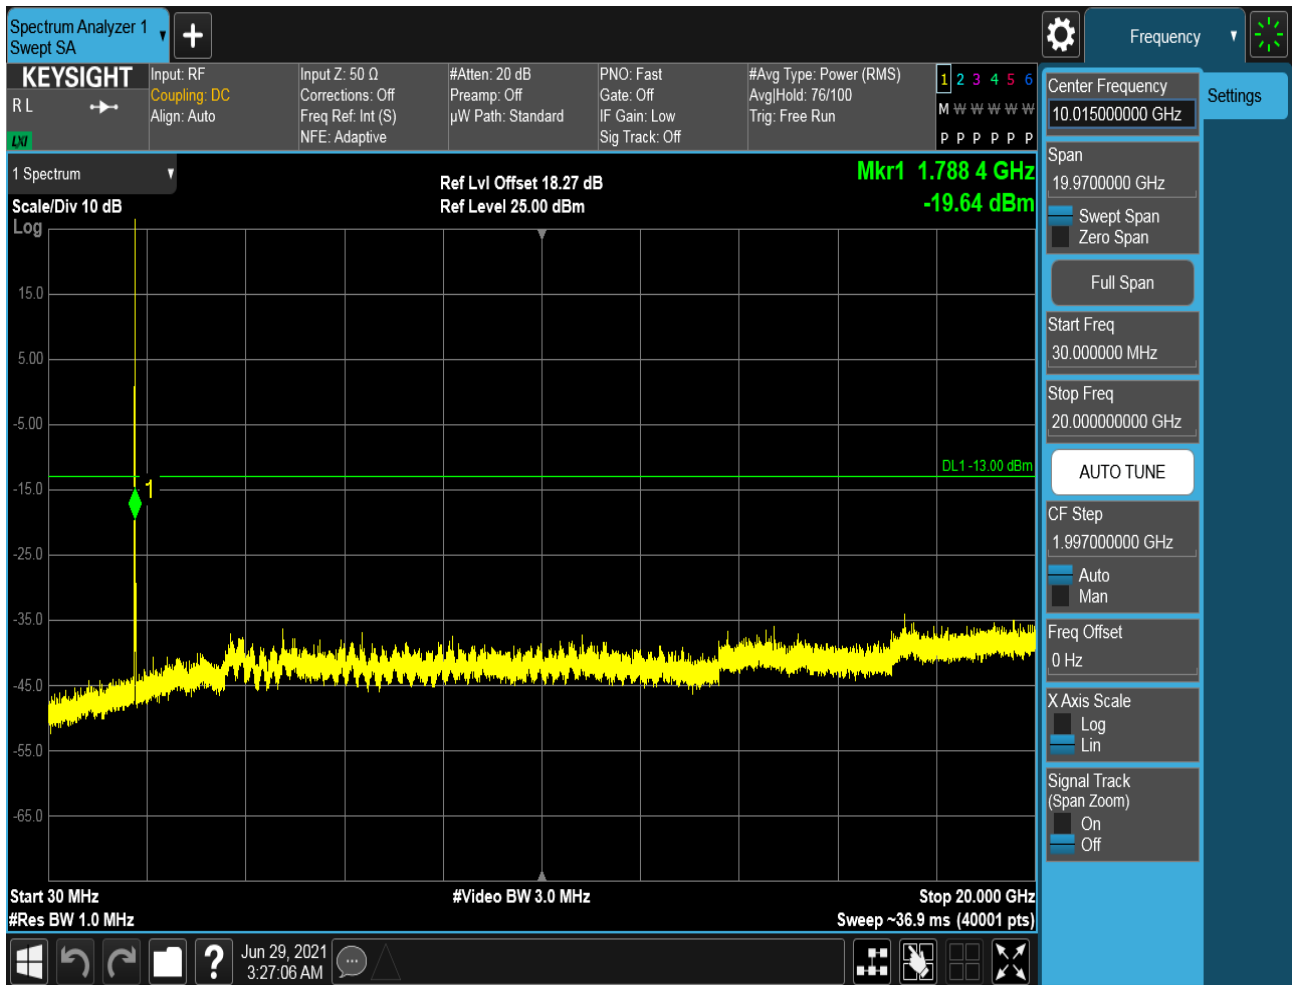 Spectrum Analyzer 1
Swept SA
Frequency
KEYSIGHT
R L
LXI
Input: RF
Coupling: DC
Align: Auto
Input Z: 50 Ω
Corrections: Off
Freq Ref: Int (S)
NFE: Adaptive
#Atten: 20 dB
Preamp: Off
µW Path: Standard
PNO: Fast
Gate: Off
IF Gain: Low
Sig Track: Off
#Avg Type: Power (RMS)
Avg|Hold: 76/100
Trig: Free Run
1 2 3 4 5 6
M W W W W W
P P P P P P
1 Spectrum
Scale/Div 10 dB
Log
Ref Lvl Offset 18.27 dB
Ref Level 25.00 dBm
Mkr1 1.788 4 GHz
-19.64 dBm
15.0
5.00
-5.00
-15.0
-25.0
-35.0
-45.0
-55.0
-65.0
1
DL1 -13.00 dBm
Start 30 MHz
#Res BW 1.0 MHz
#Video BW 3.0 MHz
Stop 20.000 GHz
Sweep ~36.9 ms (40001 pts)
?
Jun 29, 2021
3:27:06 AM
Center Frequency
10.015000000 GHz
Settings
Span
19.9700000 GHz
Swept Span
Zero Span
Full Span
Start Freq
30.000000 MHz
Stop Freq
20.000000000 GHz
AUTO TUNE
CF Step
1.997000000 GHz
Auto
Man
Freq Offset
0 Hz
X Axis Scale
Log
Lin
Signal Track
(Span Zoom)
On
Off